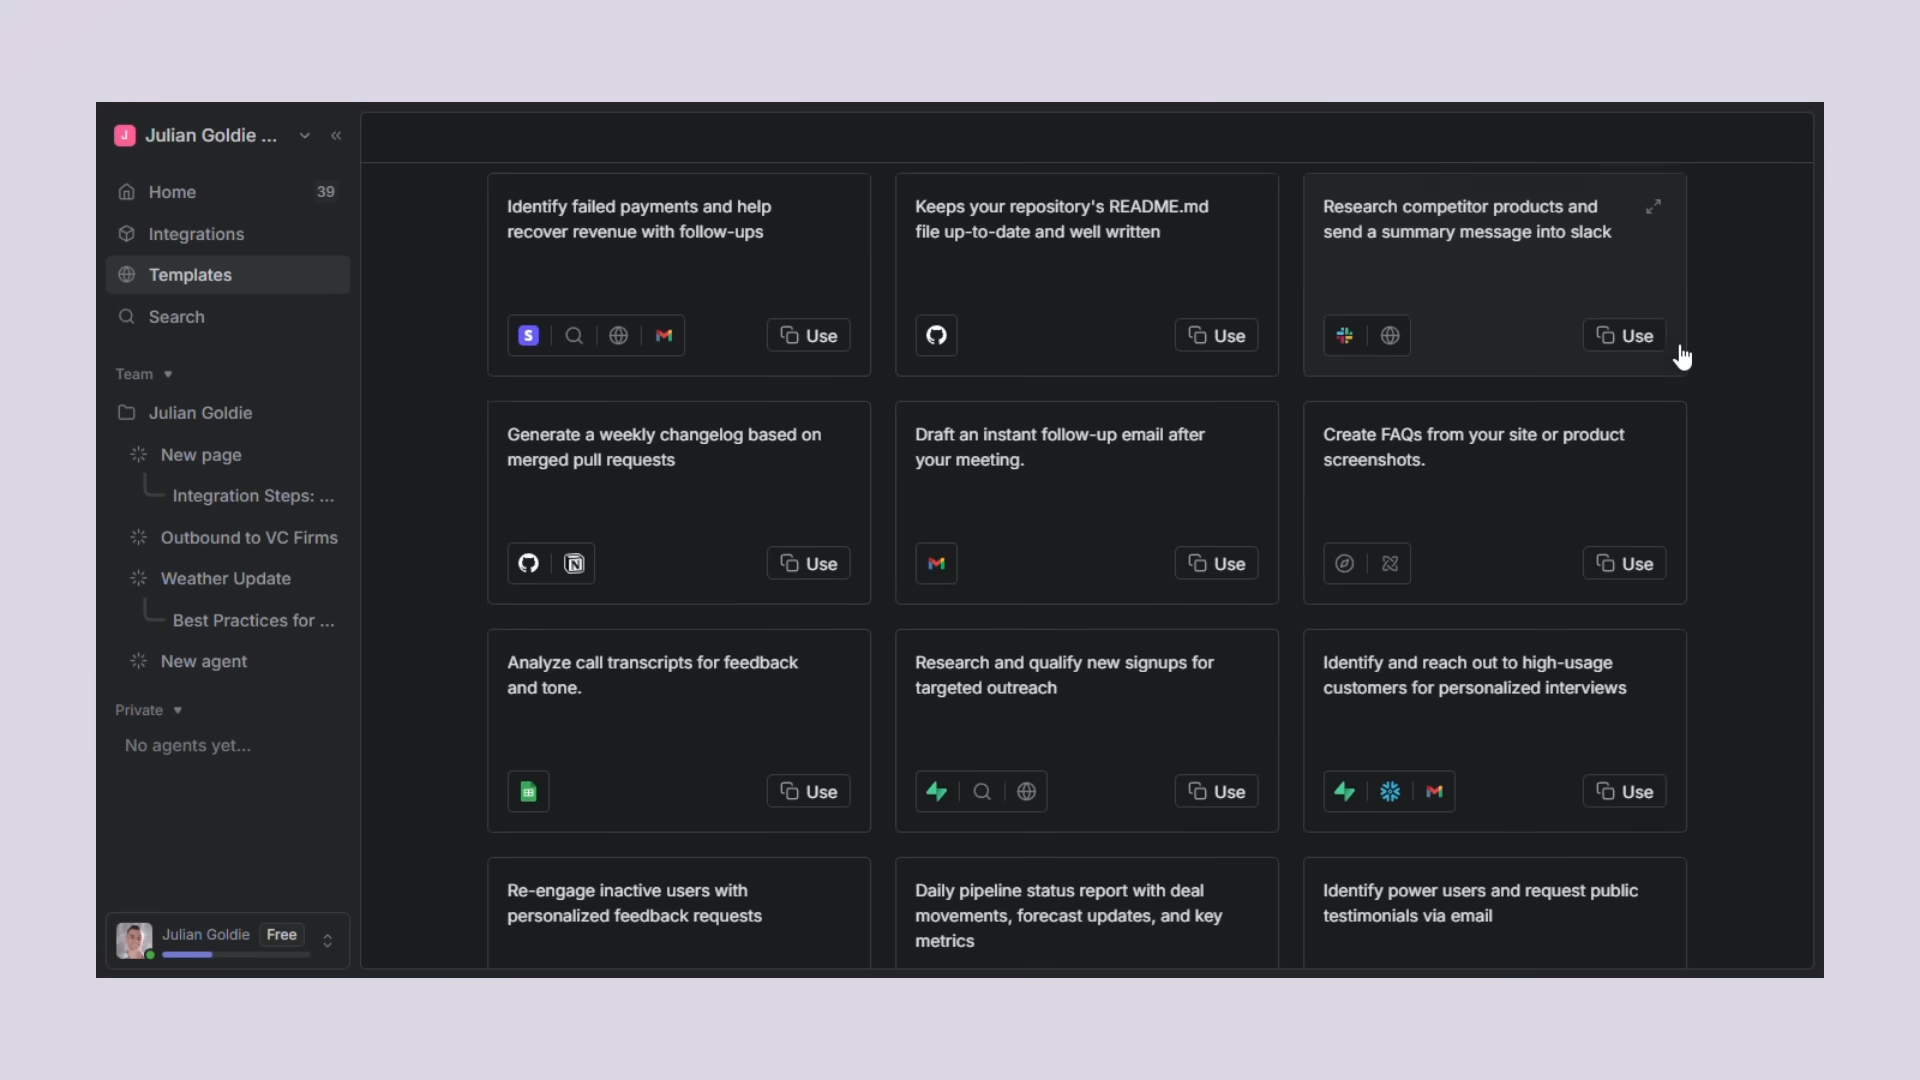 J
Julian Goldie ...
Home
39
Integrations
Templates
Search
Team
Julian Goldie
New page
Integration Steps: ...
Outbound to VC Firms
Weather Update
Best Practices for ...
New agent
Private
No agents yet...
Julian Goldie
Free
Identify failed payments and help
recover revenue with follow-ups
S
Use
Keeps your repository's README.md
file up-to-date and well written
Use
Research competitor products and
send a summary message into slack
Use
Generate a weekly changelog based on
merged pull requests
N
Use
Draft an instant follow-up email after
your meeting.
Use
Create FAQs from your site or product
screenshots.
Use
Analyze call transcripts for feedback
and tone.
Use
Research and qualify new signups for
targeted outreach
Use
Identify and reach out to high-usage
customers for personalized interviews
Use
Re-engage inactive users with
personalized feedback requests
Daily pipeline status report with deal
movements, forecast updates, and key
metrics
Identify power users and request public
testimonials via email